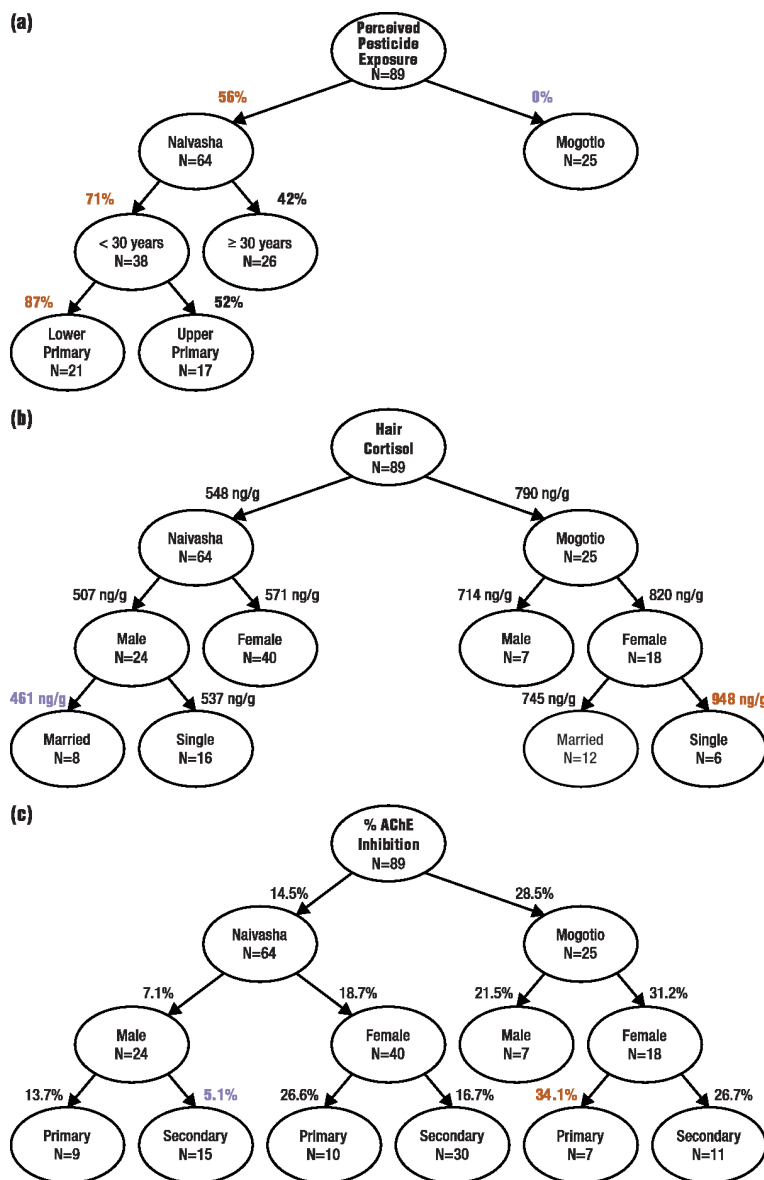 (a)
Perceived
Pesticide
Exposure
N=89
56%
0%
Naivasha
N=64
Mogotio
N=25
71%
42%
< 30 years
N=38
≥ 30 years
N=26
87%
52%
Lower
Primary
N=21
Upper
Primary
N=17
(b)
Hair
Cortisol
N=89
548 ng/g
790 ng/g
Naivasha
N=64
Mogotio
N=25
507 ng/g
571 ng/g
714 ng/g
820 ng/g
Male
N=24
Female
N=40
Male
N=7
Female
N=18
461 ng/g
537 ng/g
745 ng/g
948 ng/g
Married
N=8
Single
N=16
Married
N=12
Single
N=6
(c)
% AChE
Inhibition
N=89
14.5%
28.5%
Naivasha
N=64
Mogotio
N=25
7.1%
18.7%
21.5%
31.2%
Male
N=24
Female
N=40
Male
N=7
Female
N=18
13.7%
5.1%
26.6%
16.7%
34.1%
26.7%
Primary
N=9
Secondary
N=15
Primary
N=10
Secondary
N=30
Primary
N=7
Secondary
N=11